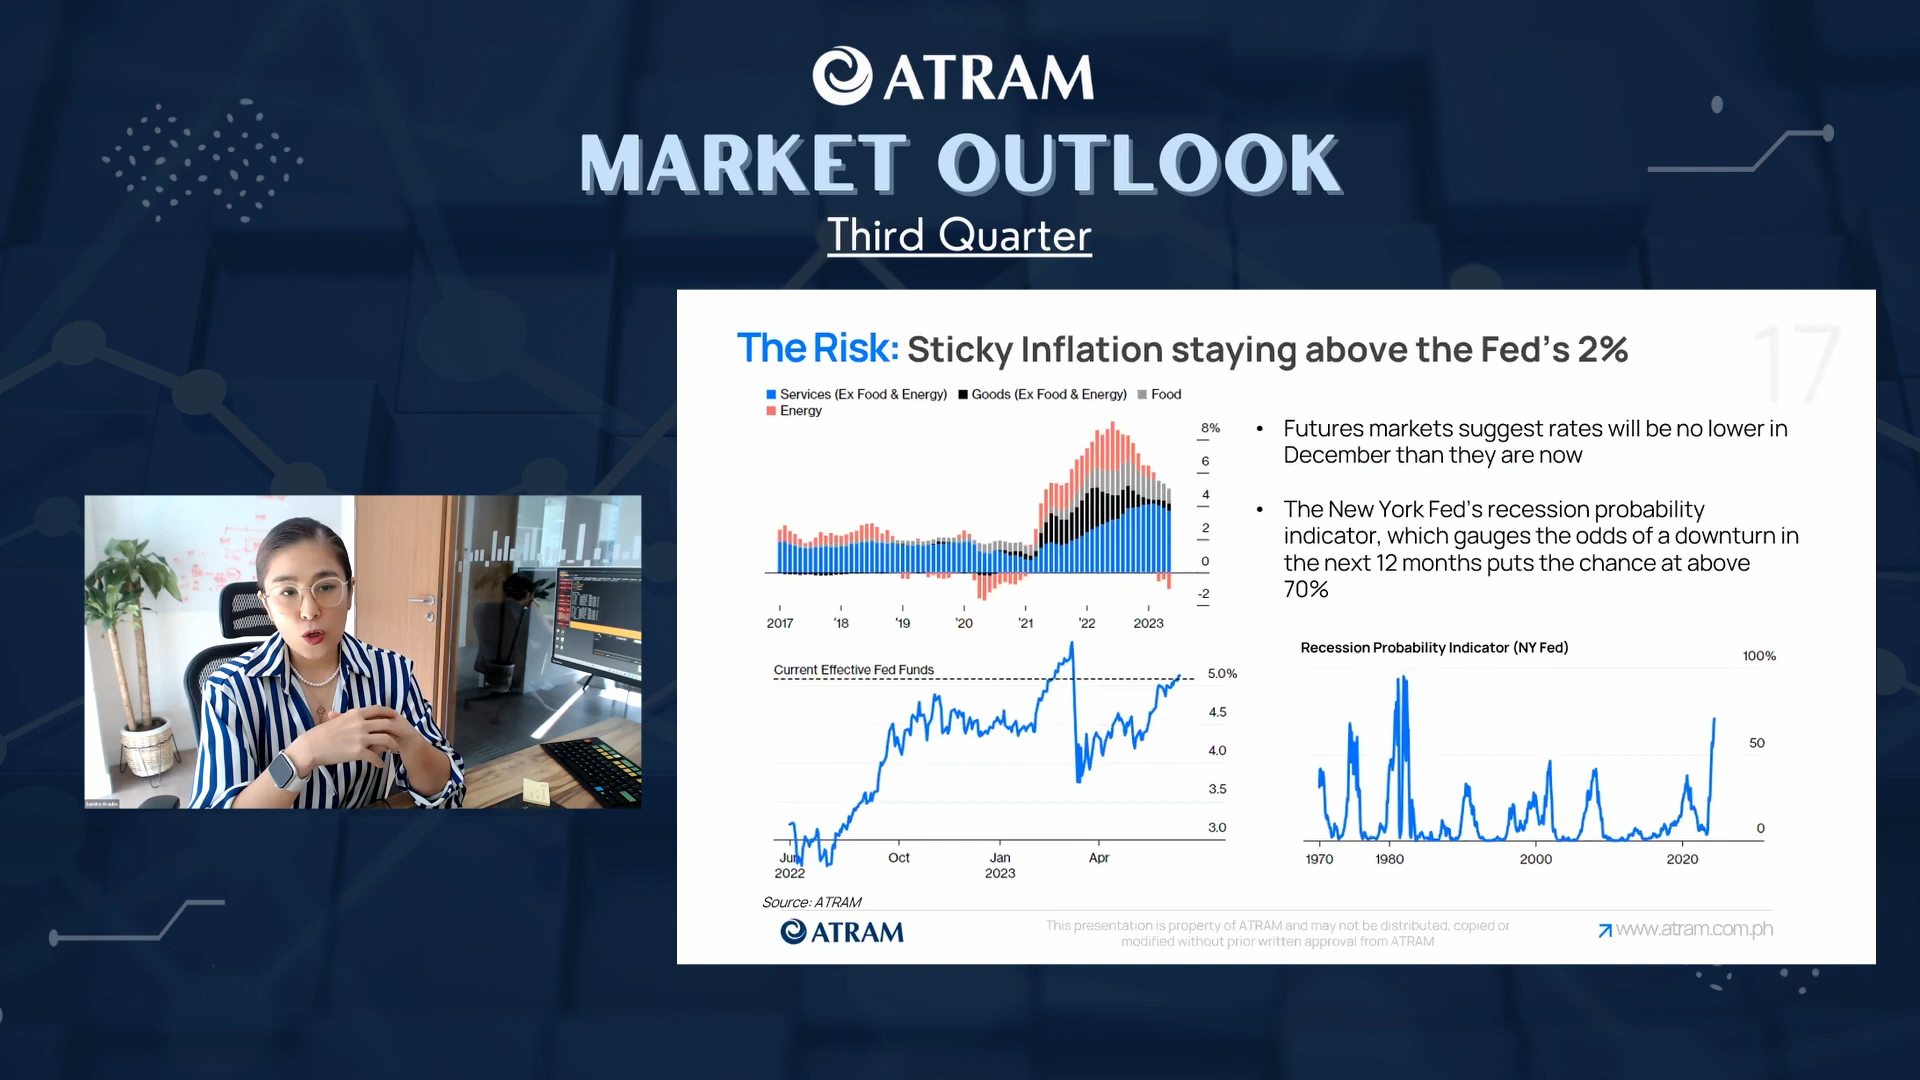 ATRAM
MARKET OUTLOOK
Third Quarter
17
The Risk: Sticky Inflation staying above the Fed's 2%
Services (Ex Food & Energy) Goods (Ex Food & Energy) Food
Energy
8%
6
4
2
0
-2
2017 '18 '19 '20 '21 '22 2023
Current Effective Fed Funds
5.0%
4.5
4.0
3.5
3.0
Jun Oct Jan Apr
2022 2023
Source: ATRAM
• Futures markets suggest rates will be no lower in
December than they are now
• The New York Fed's recession probability
indicator, which gauges the odds of a downturn in
the next 12 months puts the chance at above
70%
Recession Probability Indicator (NY Fed)
100%
50
0
1970 1980 2000 2020
ATRAM
This presentation is property of ATRAM and may not be distributed, copied or
modified without prior written approval from ATRAM
www.atram.com.ph